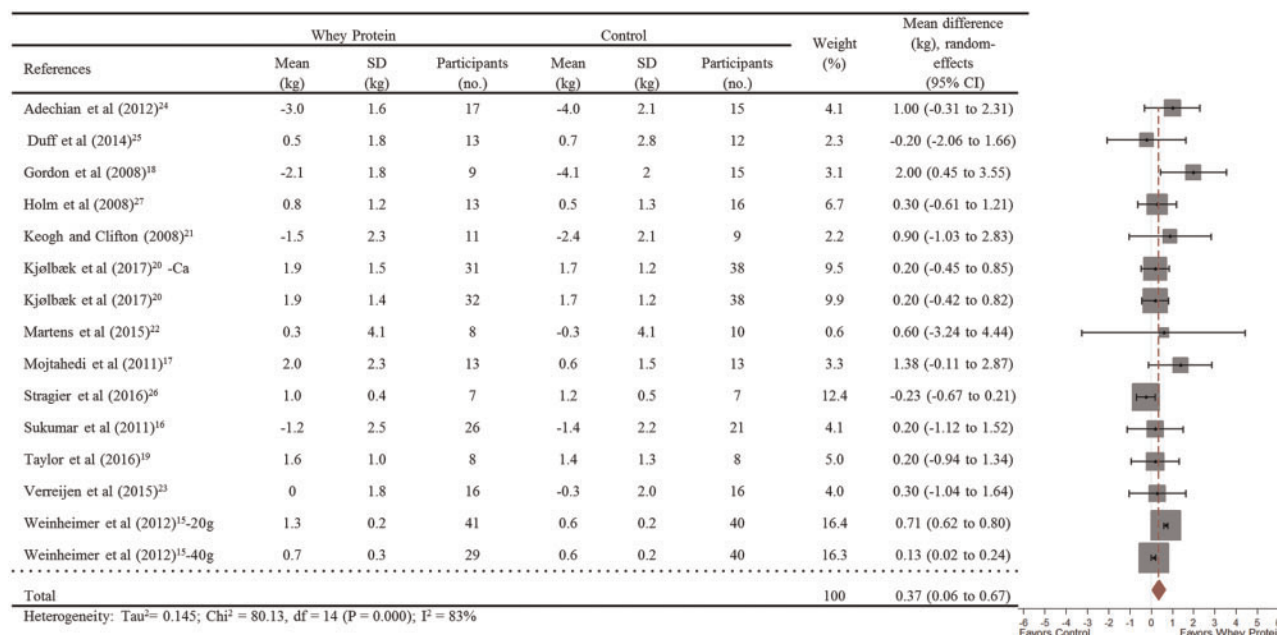 Whey Protein Control Weight (%) Mean difference (kg), random-effects (95% CI)
References Mean (kg) SD (kg) Participants (no.) Mean (kg) SD (kg) Participants (no.)
Adechian et al (2012)24 -3.0 1.6 17 -4.0 2.1 15 4.1 1.00 (-0.31 to 2.31)
Duff et al (2014)25 0.5 1.8 13 0.7 2.8 12 2.3 -0.20 (-2.06 to 1.66)
Gordon et al (2008)18 -2.1 1.8 9 -4.1 2 15 3.1 2.00 (0.45 to 3.55)
Holm et al (2008)27 0.8 1.2 13 0.5 1.3 16 6.7 0.30 (-0.61 to 1.21)
Keogh and Clifton (2008)21 -1.5 2.3 11 -2.4 2.1 9 2.2 0.90 (-1.03 to 2.83)
Kjølbæk et al (2017)20 -Ca 1.9 1.5 31 1.7 1.2 38 9.5 0.20 (-0.45 to 0.85)
Kjølbæk et al (2017)20 1.9 1.4 32 1.7 1.2 38 9.9 0.20 (-0.42 to 0.82)
Martens et al (2015)22 0.3 4.1 8 -0.3 4.1 10 0.6 0.60 (-3.24 to 4.44)
Mojtahedi et al (2011)17 2.0 2.3 13 0.6 1.5 13 3.3 1.38 (-0.11 to 2.87)
Stragier et al (2016)26 1.0 0.4 7 1.2 0.5 7 12.4 -0.23 (-0.67 to 0.21)
Sukumar et al (2011)16 -1.2 2.5 26 -1.4 2.2 21 4.1 0.20 (-1.12 to 1.52)
Taylor et al (2016)19 1.6 1.0 8 1.4 1.3 8 5.0 0.20 (-0.94 to 1.34)
Verreijen et al (2015)23 0 1.8 16 -0.3 2.0 16 4.0 0.30 (-1.04 to 1.64)
Weinheimer et al (2012)15-20g 1.3 0.2 41 0.6 0.2 40 16.4 0.71 (0.62 to 0.80)
Weinheimer et al (2012)15-40g 0.7 0.3 29 0.6 0.2 40 16.3 0.13 (0.02 to 0.24)
Total 100 0.37 (0.06 to 0.67)
Heterogeneity: Tau2= 0.145; Chi2 = 80.13, df = 14 (P = 0.000); I2 = 83%
-6 -5 -4 -3 -2 -1 0 1 2 3 4 5
Favors Control Favors Whey